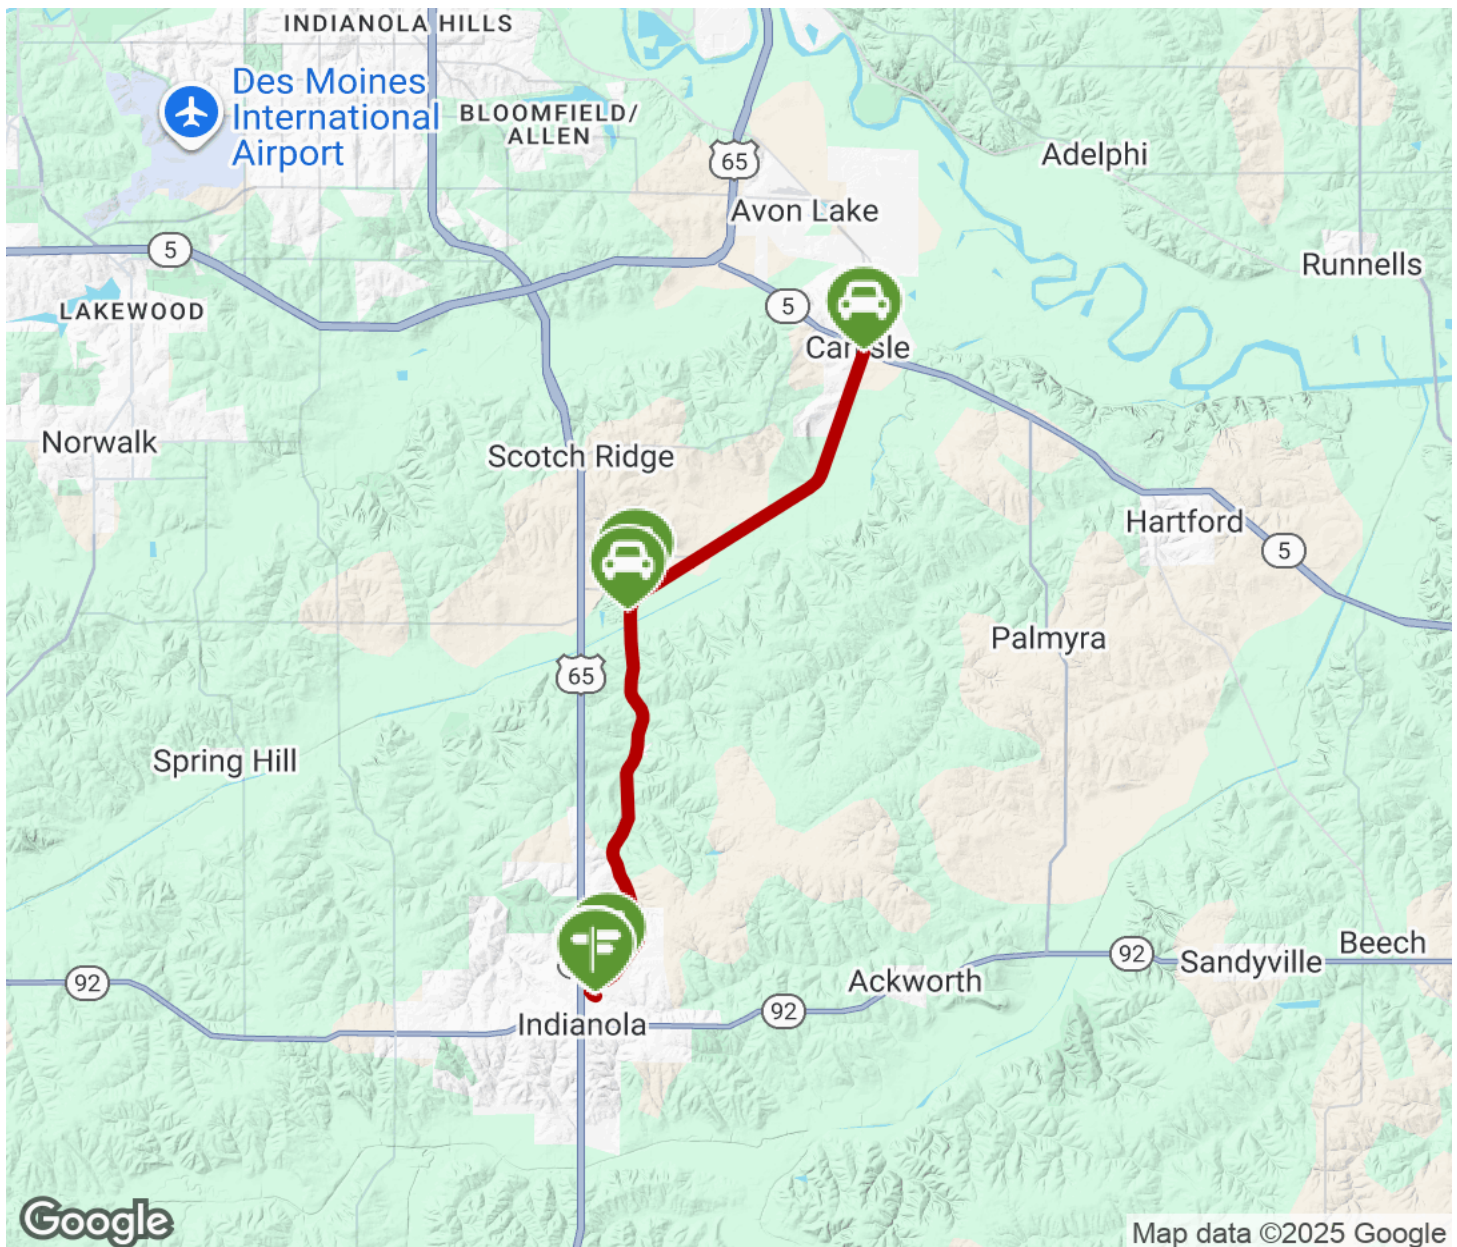 INDIANOLA HILLS
Des Moines
International
Airport
BLOOMFIELD/
ALLEN
65
Adelphi
Avon Lake
5
Runnells
LAKEWOOD
5
Carlisle
Norwalk
Scotch Ridge
Hartford
5
Palmyra
65
Spring Hill
92
Ackworth
92
Sandyville
Beech
92
Indianola
Google
Map data ©2025 Google